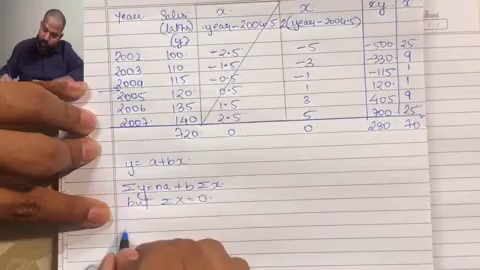 Year Sales x x xy x
(lakhs) year-2004.5 2(year-2004.5)
(y)
2002 100 -2.5 -5 -500 25
2003 110 -1.5 -3 -330 9
2004 115 -0.5 -1 -115 1
2005 120 0.5 1 120 1
2006 135 1.5 3 405 9
2007 140 2.5 5 700 25
720 0 0 280 70
y = a+bx
Σy=na+bΣx
but Σx=0